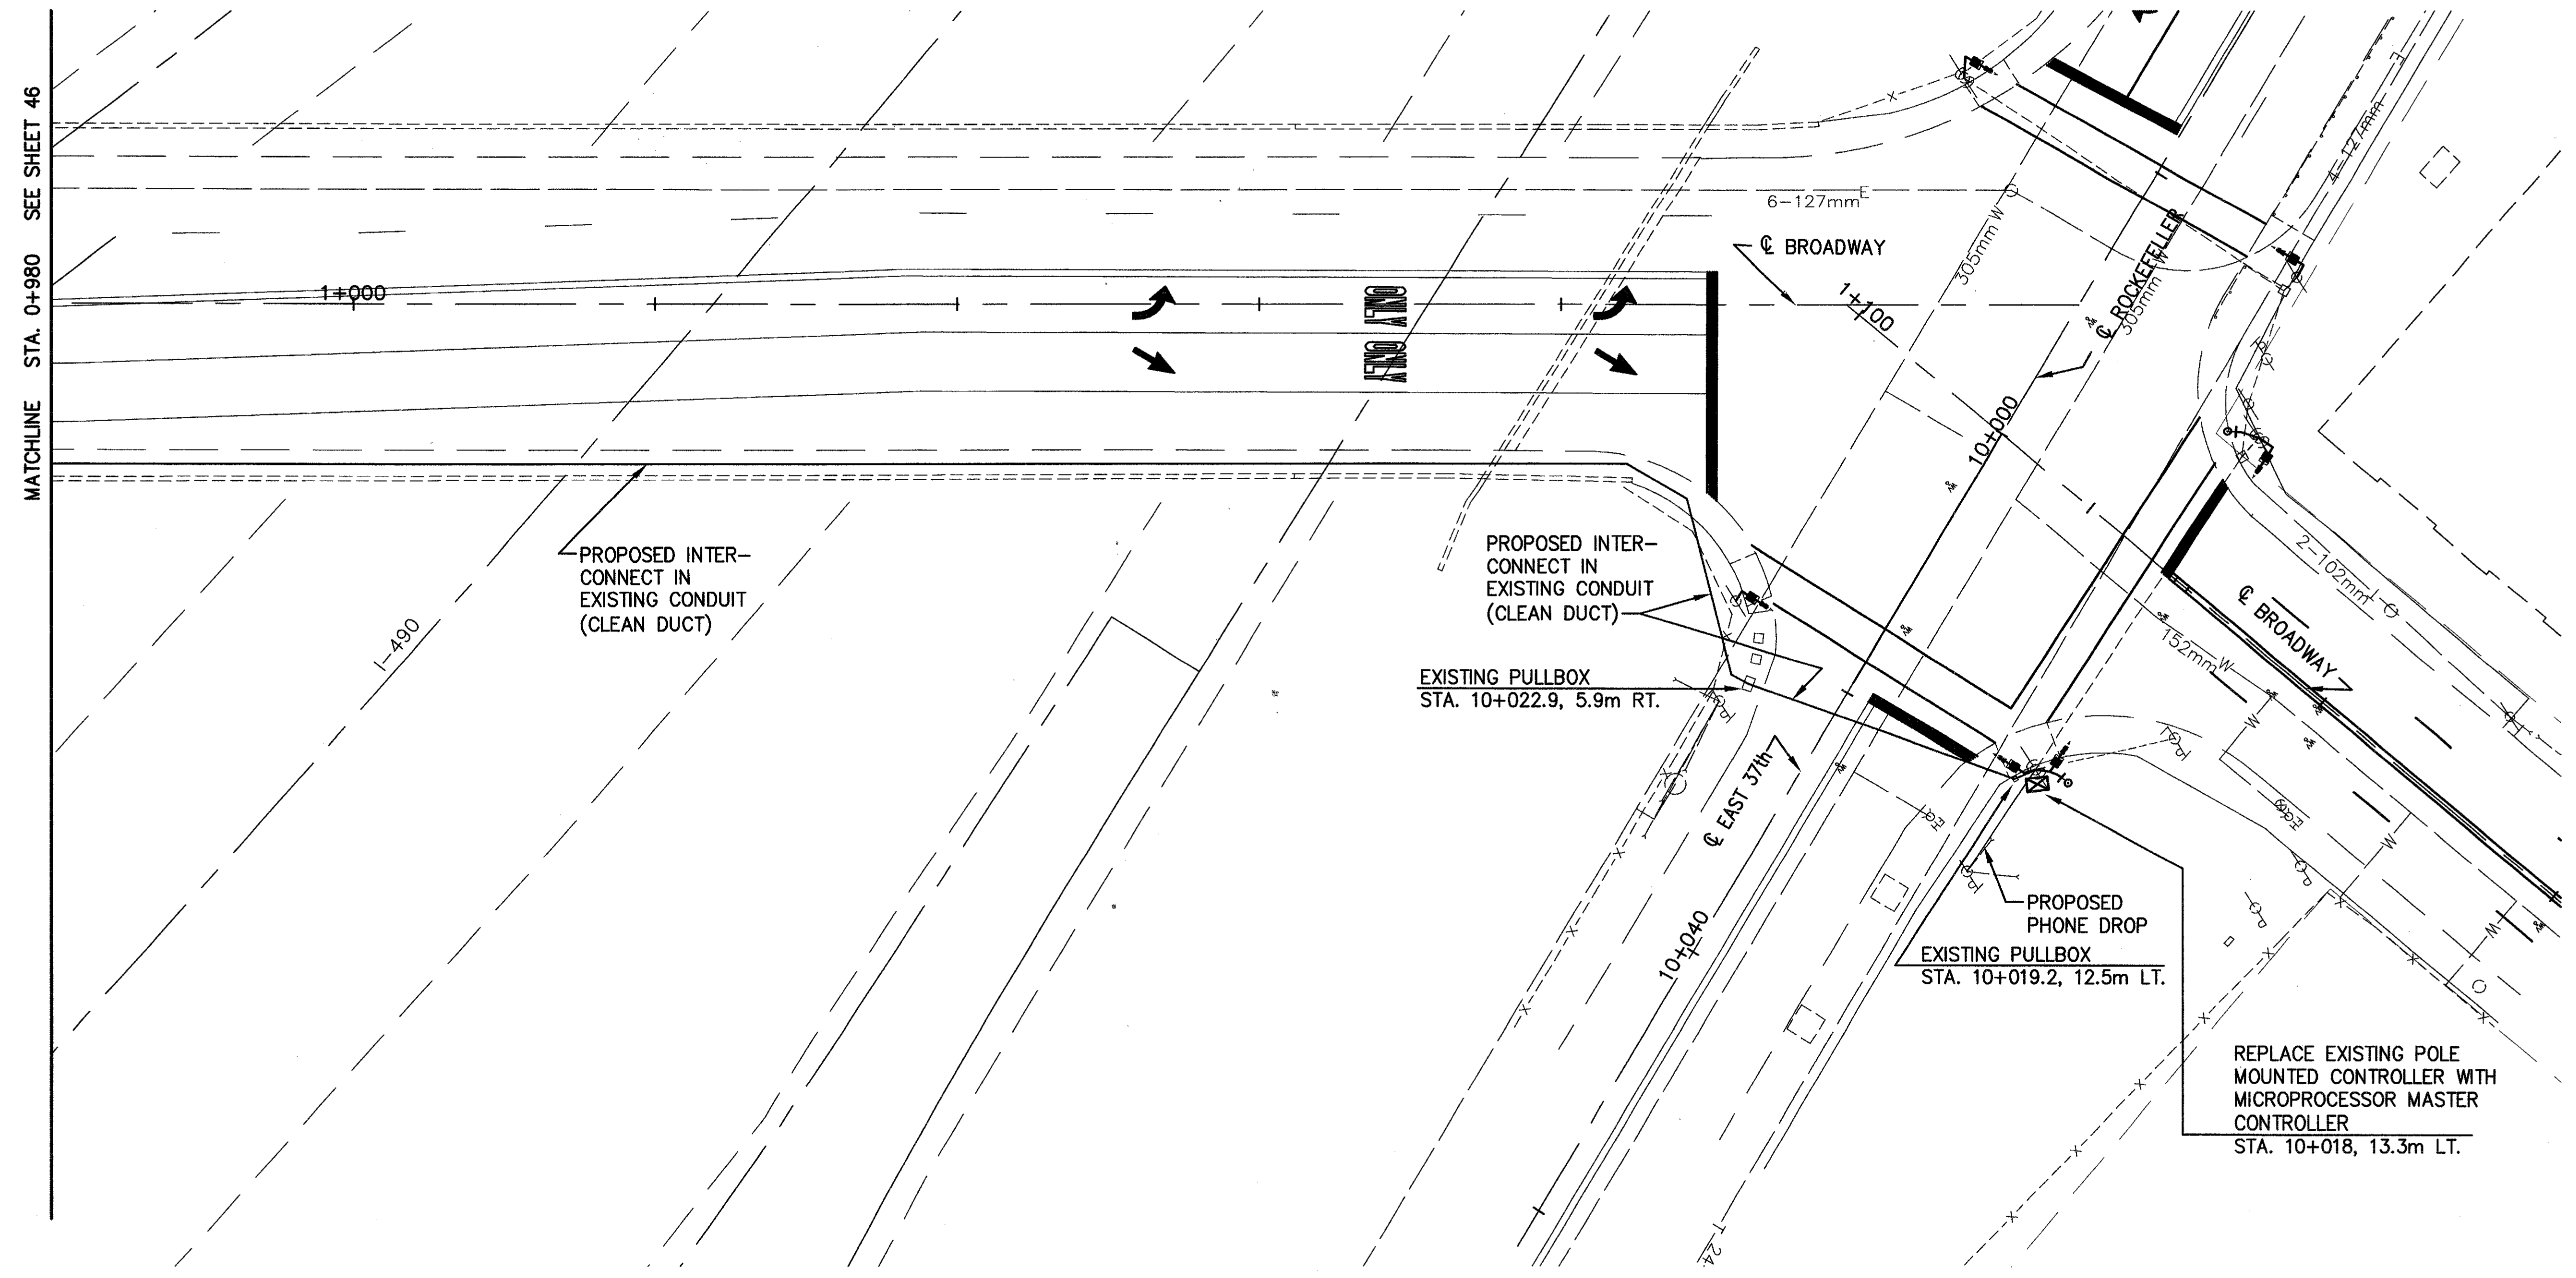 MATCHLINE STA. 0+980 SEE SHEET 46
1+000
ONLY
ONLY
6-127mm E
℄ BROADWAY
1+100
305mm W
℄ ROCKEFELLER
305mm W
4-127mm E
10+000
PROPOSED INTER-
CONNECT IN
EXISTING CONDUIT
(CLEAN DUCT)
I-490
PROPOSED INTER-
CONNECT IN
EXISTING CONDUIT
(CLEAN DUCT)
EXISTING PULLBOX
STA. 10+022.9, 5.9m RT.
℄ EAST 37th
10+040
2-102mm
℄ BROADWAY
152mm W
W
W
W
PROPOSED
PHONE DROP
EXISTING PULLBOX
STA. 10+019.2, 12.5m LT.
REPLACE EXISTING POLE
MOUNTED CONTROLLER WITH
MICROPROCESSOR MASTER
CONTROLLER
STA. 10+018, 13.3m LT.
T-24